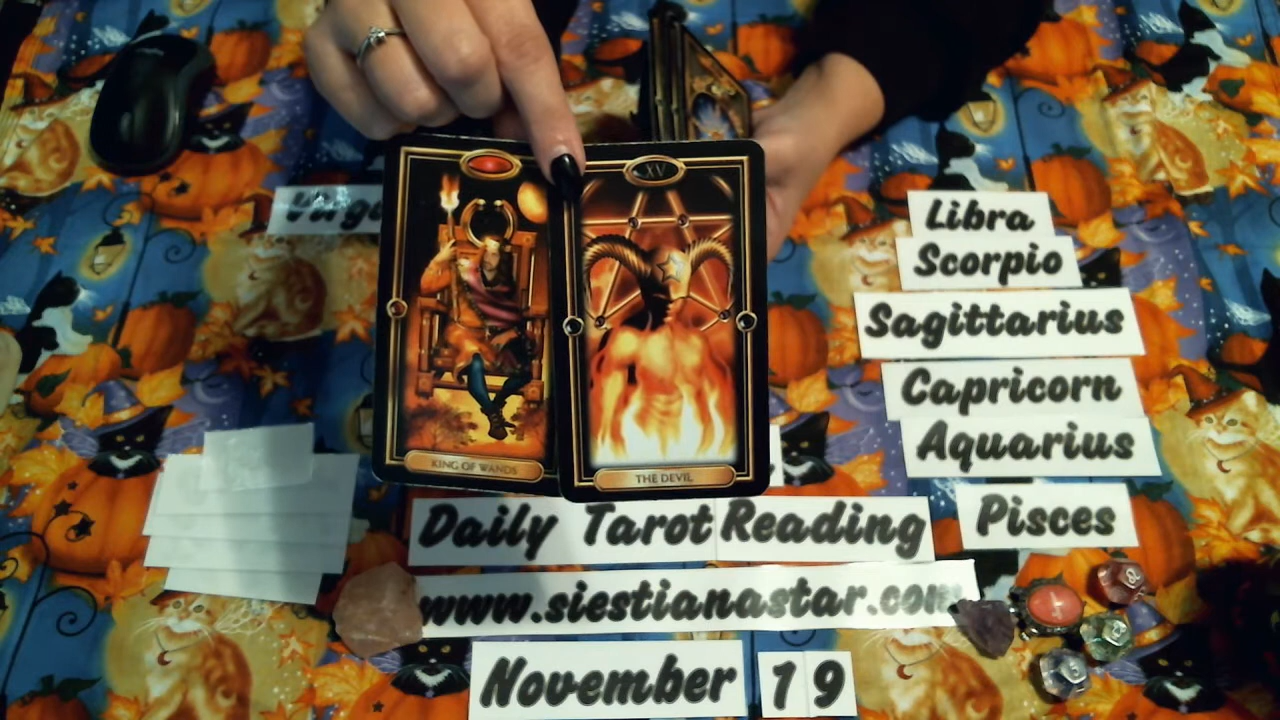 XV
Virgo
KING OF WANDS
THE DEVIL
Libra
Scorpio
Sagittarius
Capricorn
Aquarius
Pisces
Daily Tarot Reading
www.siestianastar.com
November 19